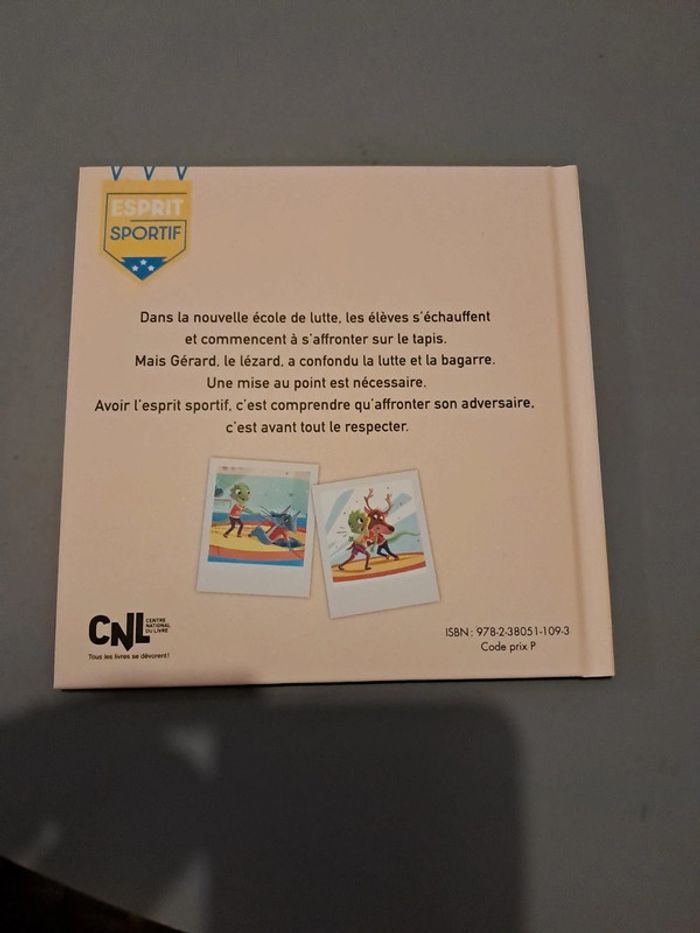 ESPRIT
SPORTIF
Dans la nouvelle école de lutte, les élèves s'échauffent
et commencent à s'affronter sur le tapis.
Mais Gérard, le lézard, a confondu la lutte et la bagarre.
Une mise au point est nécessaire.
Avoir l'esprit sportif, c'est comprendre qu'affronter son adversaire,
c'est avant tout le respecter.
CNL CENTRE
NATIONAL
DU LIVRE
Tous les livres se dévorent!
ISBN : 978-2-38051-109-3
Code prix P